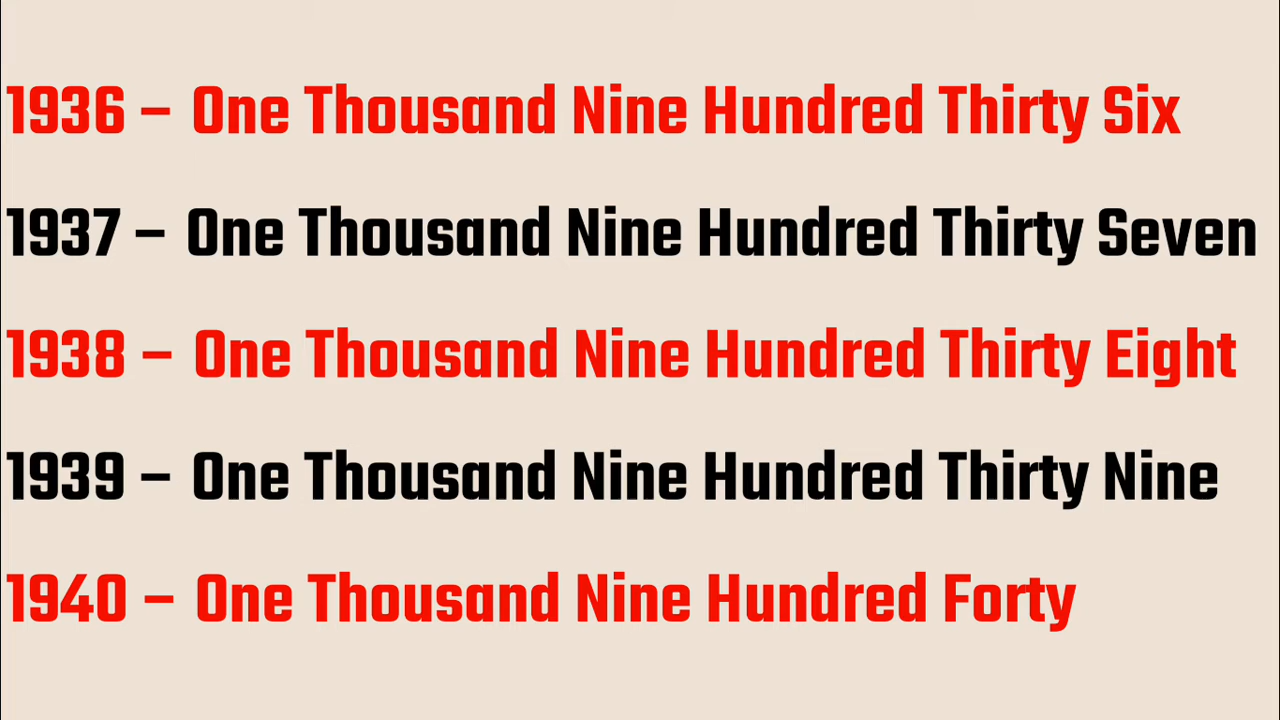 1936 – One Thousand Nine Hundred Thirty Six
1937 – One Thousand Nine Hundred Thirty Seven
1938 – One Thousand Nine Hundred Thirty Eight
1939 – One Thousand Nine Hundred Thirty Nine
1940 – One Thousand Nine Hundred Forty